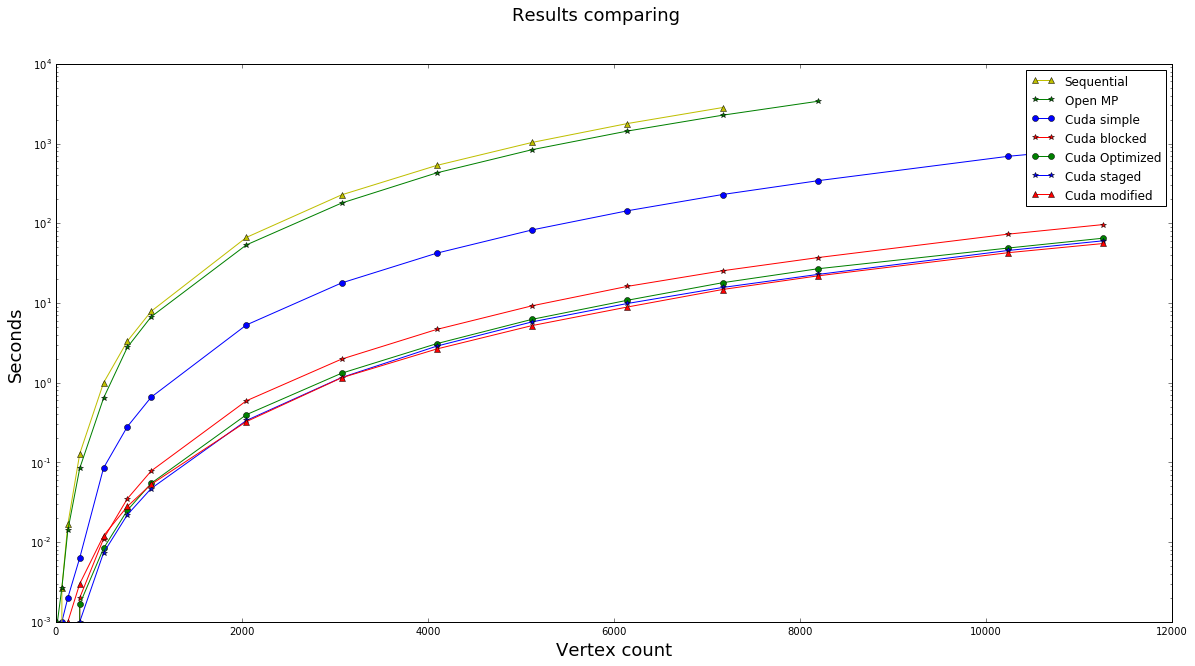 Results comparing
10^4
10^3
10^2
10^1
10^0
10^-1
10^-2
10^-3
Seconds
Sequential
Open MP
Cuda simple
Cuda blocked
Cuda Optimized
Cuda staged
Cuda modified
0 2000 4000 6000 8000 10000 12000
Vertex count